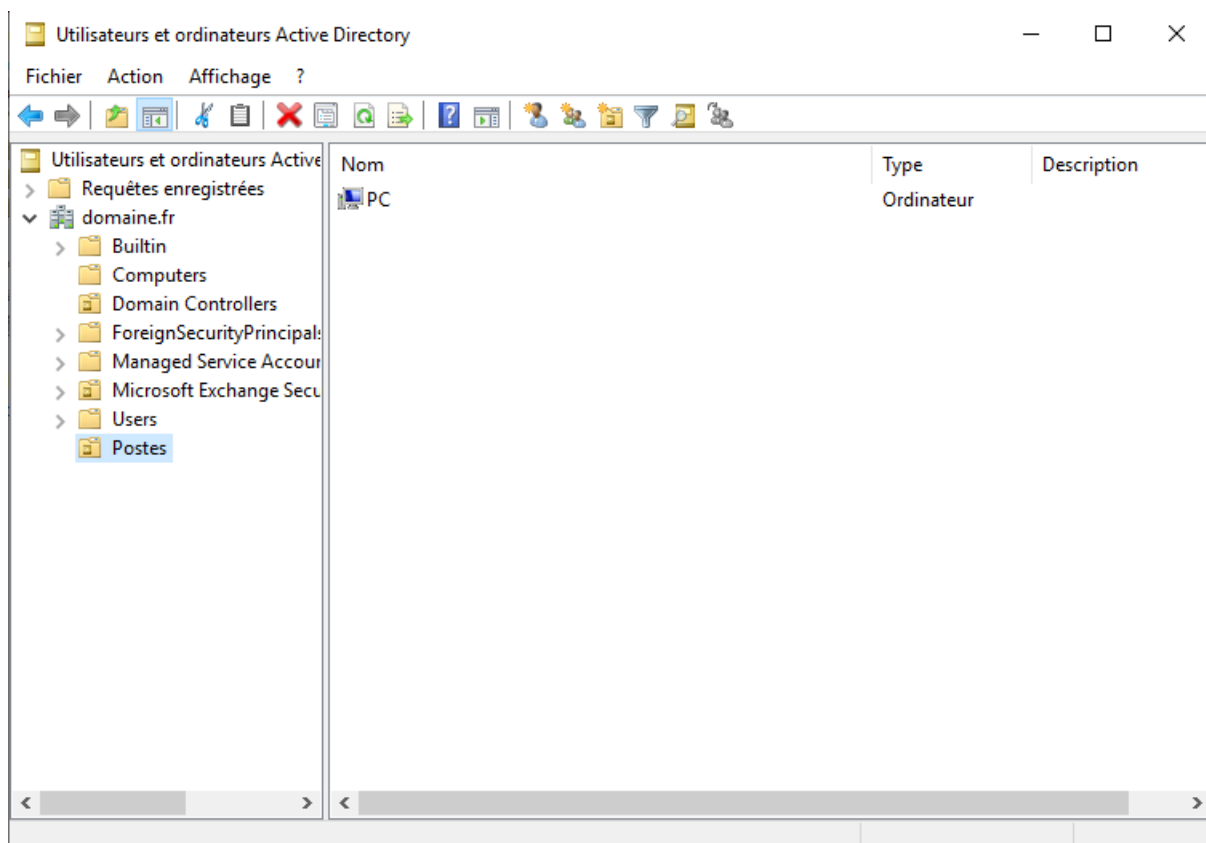 Utilisateurs et ordinateurs Active Directory
Fichier Action Affichage ?
Utilisateurs et ordinateurs Active
Requêtes enregistrées
domaine.fr
Builtin
Computers
Domain Controllers
ForeignSecurityPrincipals
Managed Service Accoun
Microsoft Exchange Secu
Users
Postes
Nom Type Description
PC Ordinateur